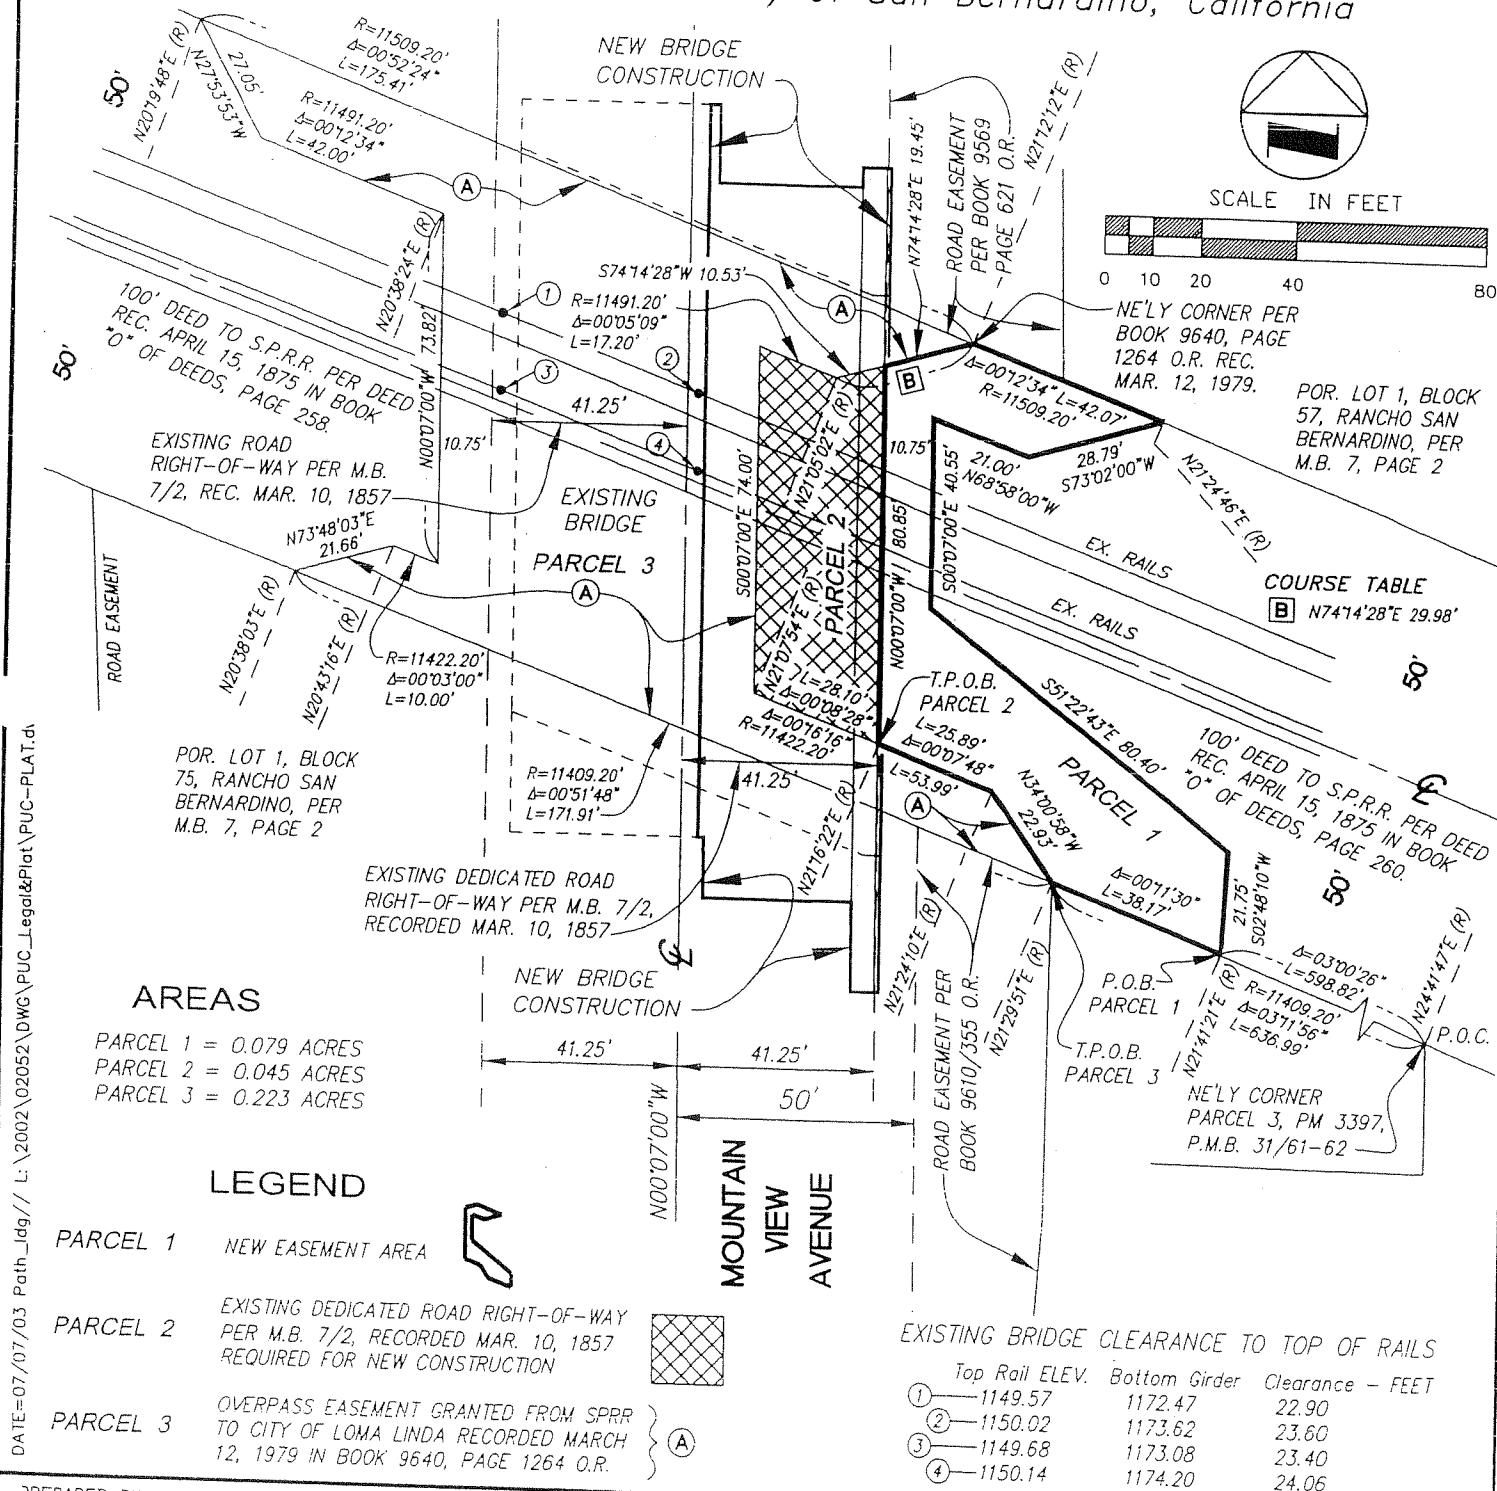 San Bernardino, California
R=11509.20'
Δ=00°52'24"
L=175.41'
N20°19'48"E (R)
N27°53'53"W
27.05'
50'
R=11491.20'
Δ=00°12'34"
L=42.00'
A
NEW BRIDGE
CONSTRUCTION
N74°14'28"E 19.45'
ROAD EASEMENT
PER BOOK 9569
PAGE 621 O.R.
N21°12'12"E (R)
SCALE IN FEET
0 10 20 40 80
N20°38'24"E (R)
S74°14'28"W 10.53'
1
R=11491.20'
Δ=00°05'09"
L=17.20'
A
NE'LY CORNER PER
BOOK 9640, PAGE
1264 O.R. REC.
MAR. 12, 1979.
100' DEED TO S.P.R.R. PER DEED
REC. APRIL 15, 1875 IN BOOK
"O" OF DEEDS, PAGE 258.
50'
N00°07'00"W 73.82'
10.75'
2
3
41.25'
4
B
Δ=00°12'34" L=42.07'
R=11509.20'
POR. LOT 1, BLOCK
57, RANCHO SAN
BERNARDINO, PER
M.B. 7, PAGE 2
EXISTING ROAD
RIGHT-OF-WAY PER M.B.
7/2, REC. MAR. 10, 1857
EXISTING
BRIDGE
S00°07'00"E 74.00'
N21°05'02"E (R)
10.75'
21.00'
N68°58'00"W
28.79'
S73°02'00"W
N21°24'46"E (R)
N73°48'03"E
21.66'
PARCEL 3
A
PARCEL 2
N21°07'54"E (R)
N00°07'00"W 80.85'
S00°07'00"E 40.55'
EX. RAILS
EX. RAILS
COURSE TABLE
B N74°14'28"E 29.98'
ROAD EASEMENT
N20°38'03"E (R)
N20°43'16"E (R)
R=11422.20'
Δ=00°03'00"
L=10.00'
L=28.10'
Δ=00°08'28"
Δ=00°16'16"
R=11422.20'
T.P.O.B.
PARCEL 2
L=25.89'
Δ=00°07'48"
S51°22'43"E 80.40'
50'
POR. LOT 1, BLOCK
75, RANCHO SAN
BERNARDINO, PER
M.B. 7, PAGE 2
R=11409.20'
Δ=00°51'48"
L=171.91'
41.25'
L=53.99'
A
N34°00'58"W
22.93'
PARCEL 1
100' DEED TO S.P.R.R. PER DEED
REC. APRIL 15, 1875 IN BOOK
"O" OF DEEDS, PAGE 260.
℄
50'
N21°16'22"E (R)
EXISTING DEDICATED ROAD
RIGHT-OF-WAY PER M.B. 7/2,
RECORDED MAR. 10, 1857
℄
Δ=00°11'30"
L=38.17'
21.75'
S02°48'10"W
NEW BRIDGE
CONSTRUCTION
N21°24'10"E (R)
N21°29'51"E (R)
P.O.B.
PARCEL 1
N21°41'21"E (R)
Δ=03°00'26"
L=598.82'
R=11409.20'
Δ=03°11'56"
L=636.99'
N24°41'47"E (R)
P.O.C.
AREAS
PARCEL 1 = 0.079 ACRES
PARCEL 2 = 0.045 ACRES
PARCEL 3 = 0.223 ACRES
41.25'
41.25'
50'
N00°07'00"W
MOUNTAIN
VIEW
AVENUE
ROAD EASEMENT PER
BOOK 9610/355 O.R.
T.P.O.B.
PARCEL 3
NE'LY CORNER
PARCEL 3, PM 3397,
P.M.B. 31/61-62
LEGEND
PARCEL 1 NEW EASEMENT AREA
PARCEL 2 EXISTING DEDICATED ROAD RIGHT-OF-WAY
PER M.B. 7/2, RECORDED MAR. 10, 1857
REQUIRED FOR NEW CONSTRUCTION
PARCEL 3 OVERPASS EASEMENT GRANTED FROM SPRR
TO CITY OF LOMA LINDA RECORDED MARCH
12, 1979 IN BOOK 9640, PAGE 1264 O.R.
A
EXISTING BRIDGE CLEARANCE TO TOP OF RAILS
Top Rail ELEV. Bottom Girder Clearance - FEET
1 1149.57 1172.47 22.90
2 1150.02 1173.62 23.60
3 1149.68 1173.08 23.40
4 1150.14 1174.20 24.06
DATE=07/07/03 Path_ldg// L:\2002\02052\DWG\PUC_Legal&Plat\PUC-PLAT.d